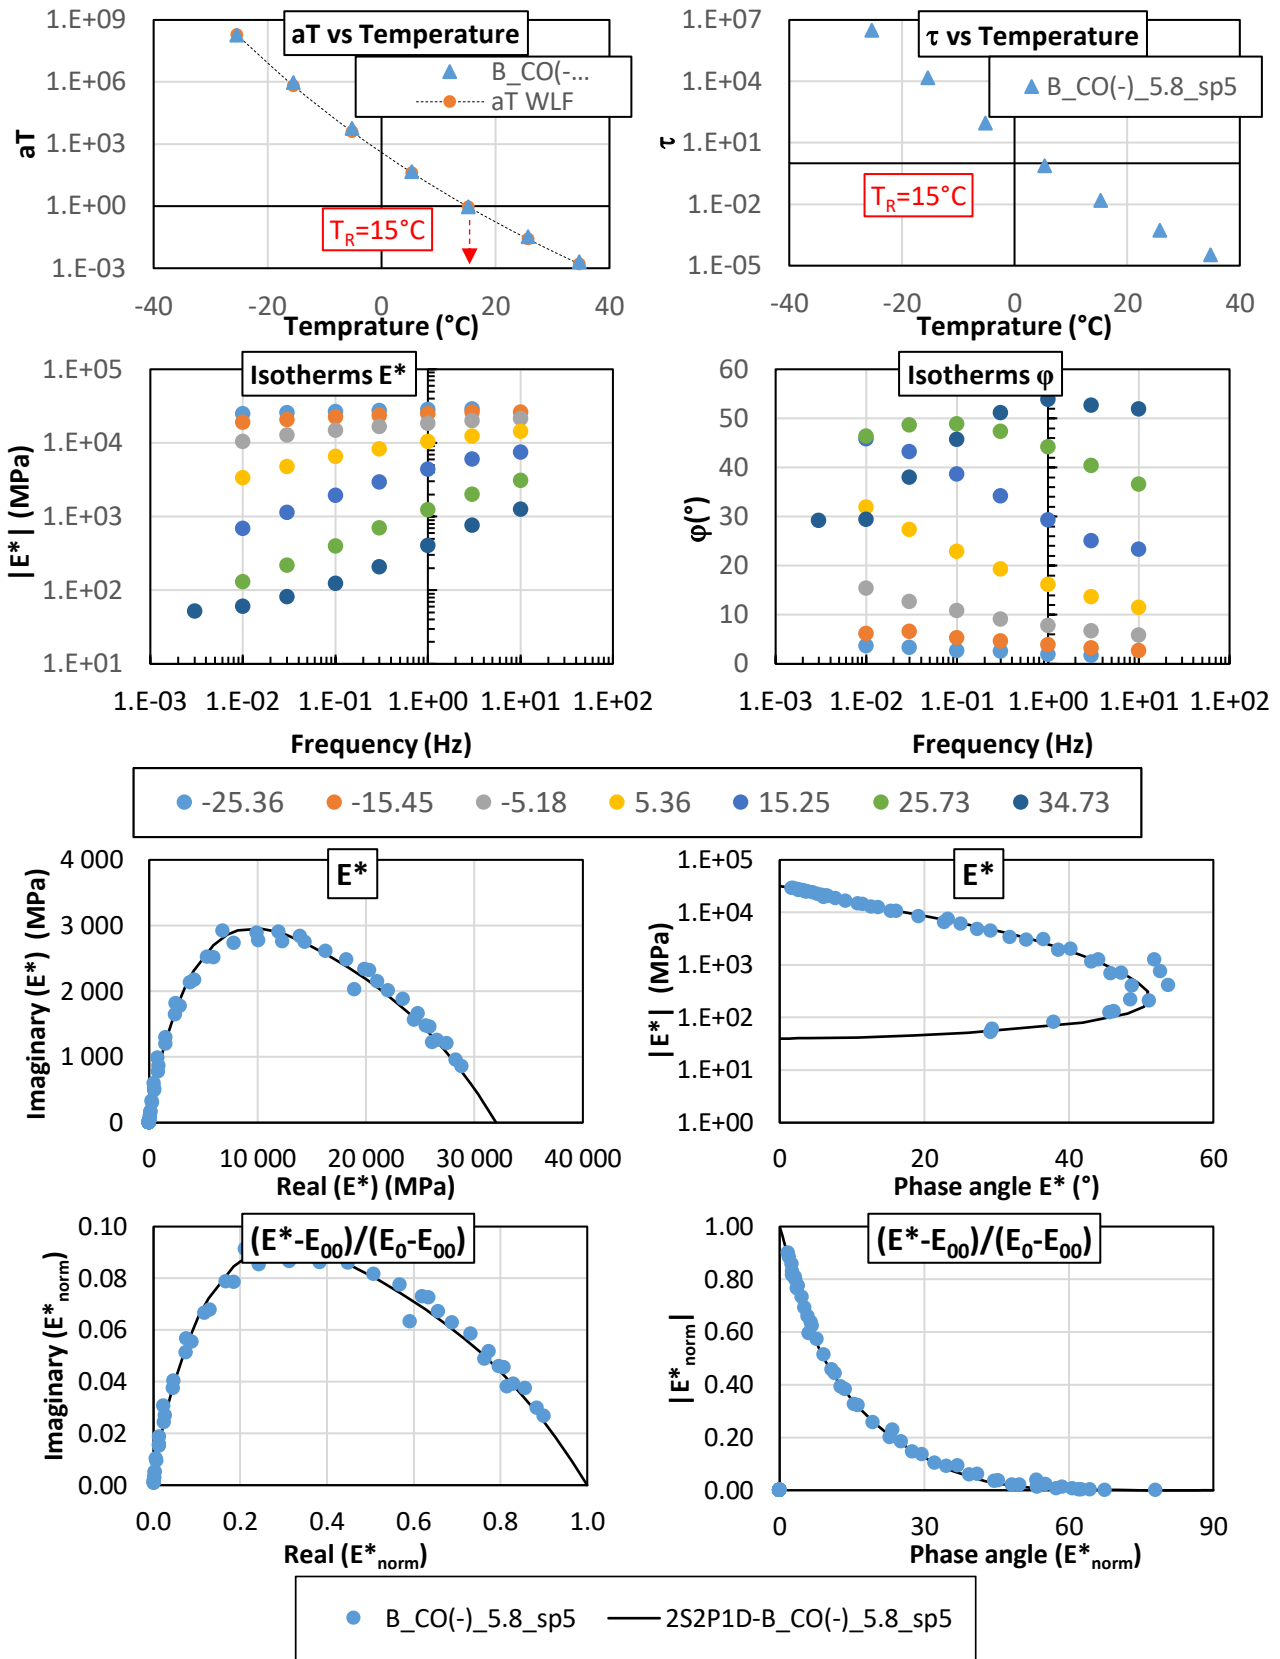 aT vs Temperature
B_CO(-...
aT WLF
1.E+09
1.E+06
1.E+03
1.E+00
1.E-03
aT
T_R=15°C
-40 -20 0 20 40
Temprature (°C)
τ vs Temperature
B_CO(-)_5.8_sp5
1.E+07
1.E+04
1.E+01
1.E-02
1.E-05
τ
T_R=15°C
-40 -20 0 20 40
Temprature (°C)
Isotherms E*
1.E+05
1.E+04
1.E+03
1.E+02
1.E+01
|E*| (MPa)
1.E-03 1.E-02 1.E-01 1.E+00 1.E+01 1.E+02
Frequency (Hz)
Isotherms φ
60
50
40
30
20
10
0
φ(°)
1.E-03 1.E-02 1.E-01 1.E+00 1.E+01 1.E+02
Frequency (Hz)
-25.36 -15.45 -5.18 5.36 15.25 25.73 34.73
E*
4 000
3 000
2 000
1 000
0
Imaginary (E*) (MPa)
0 10 000 20 000 30 000 40 000
Real (E*) (MPa)
E*
1.E+05
1.E+04
1.E+03
1.E+02
1.E+01
1.E+00
|E*| (MPa)
0 20 40 60
Phase angle E* (°)
(E*-E00)/(E0-E00)
0.10
0.08
0.06
0.04
0.02
0.00
Imaginary (E*norm)
0.0 0.2 0.4 0.6 0.8 1.0
Real (E*norm)
(E*-E00)/(E0-E00)
1.00
0.80
0.60
0.40
0.20
0.00
|E*norm|
0 30 60 90
Phase angle (E*norm)
B_CO(-)_5.8_sp5 2S2P1D-B_CO(-)_5.8_sp5